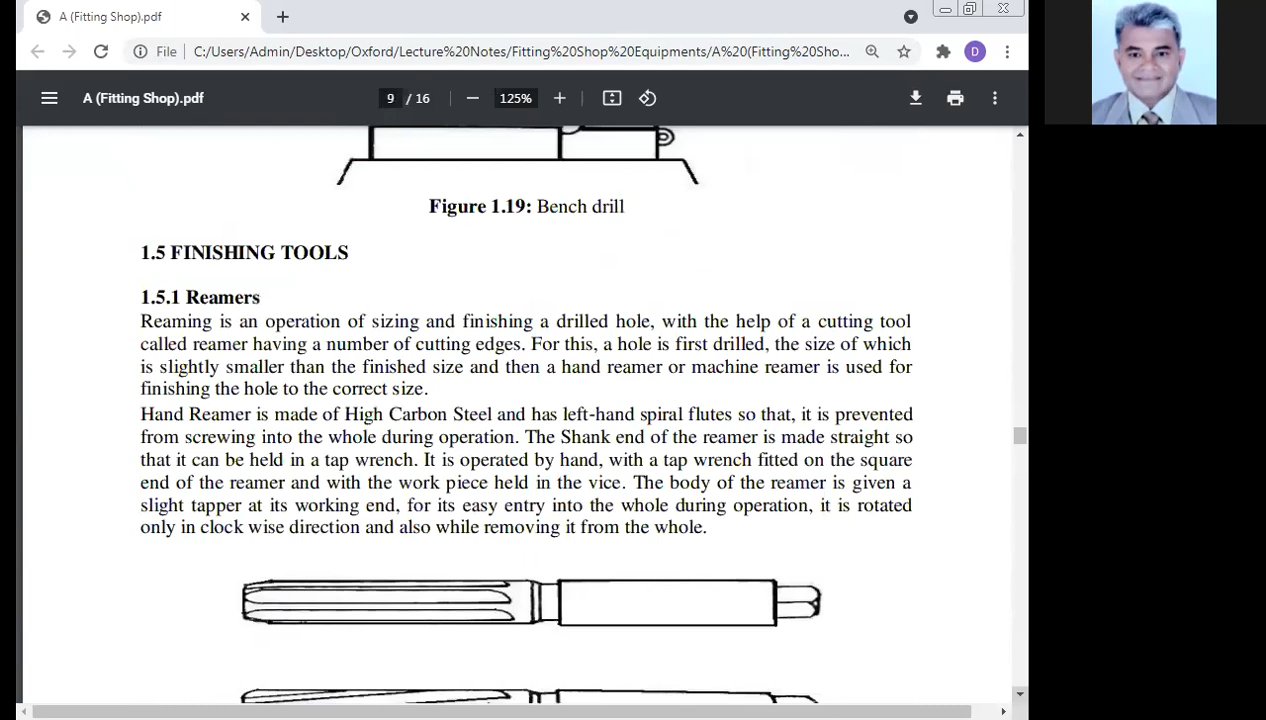 A (Fitting Shop).pdf
File
C:/Users/Admin/Desktop/Oxford/Lecture%20Notes/Fitting%20Shop%20Equipments/A%20(Fitting%20Sho...
D
A (Fitting Shop).pdf
9 / 16
125%
Figure 1.19: Bench drill
1.5 FINISHING TOOLS
1.5.1 Reamers
Reaming is an operation of sizing and finishing a drilled hole, with the help of a cutting tool
called reamer having a number of cutting edges. For this, a hole is first drilled, the size of which
is slightly smaller than the finished size and then a hand reamer or machine reamer is used for
finishing the hole to the correct size.
Hand Reamer is made of High Carbon Steel and has left-hand spiral flutes so that, it is prevented
from screwing into the whole during operation. The Shank end of the reamer is made straight so
that it can be held in a tap wrench. It is operated by hand, with a tap wrench fitted on the square
end of the reamer and with the work piece held in the vice. The body of the reamer is given a
slight tapper at its working end, for its easy entry into the whole during operation, it is rotated
only in clock wise direction and also while removing it from the whole.